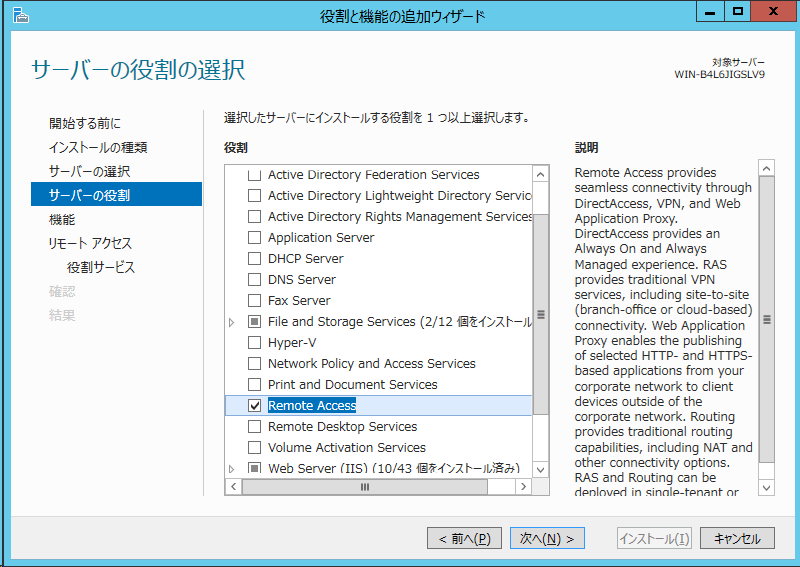 役割と機能の追加ウィザード
サーバーの役割の選択
対象サーバー
WIN-B4L6JIGSLV9
開始する前に
インストールの種類
サーバーの選択
サーバーの役割
機能
リモート アクセス
役割サービス
確認
結果
選択したサーバーにインストールする役割を 1 つ以上選択します。
役割
Active Directory Federation Services
Active Directory Lightweight Directory Servic
Active Directory Rights Management Services
Application Server
DHCP Server
DNS Server
Fax Server
File and Storage Services (2/12 個をインストール
Hyper-V
Network Policy and Access Services
Print and Document Services
Remote Access
Remote Desktop Services
Volume Activation Services
Web Server (IIS) (10/43 個をインストール済み)
説明
Remote Access provides
seamless connectivity through
DirectAccess, VPN, and Web
Application Proxy.
DirectAccess provides an
Always On and Always
Managed experience. RAS
provides traditional VPN
services, including site-to-site
(branch-office or cloud-based)
connectivity. Web Application
Proxy enables the publishing
of selected HTTP- and HTTPS-
based applications from your
corporate network to client
devices outside of the
corporate network. Routing
provides traditional routing
capabilities, including NAT and
other connectivity options.
RAS and Routing can be
deployed in single-tenant or
< 前へ(P)
次へ(N) >
インストール(I)
キャンセル